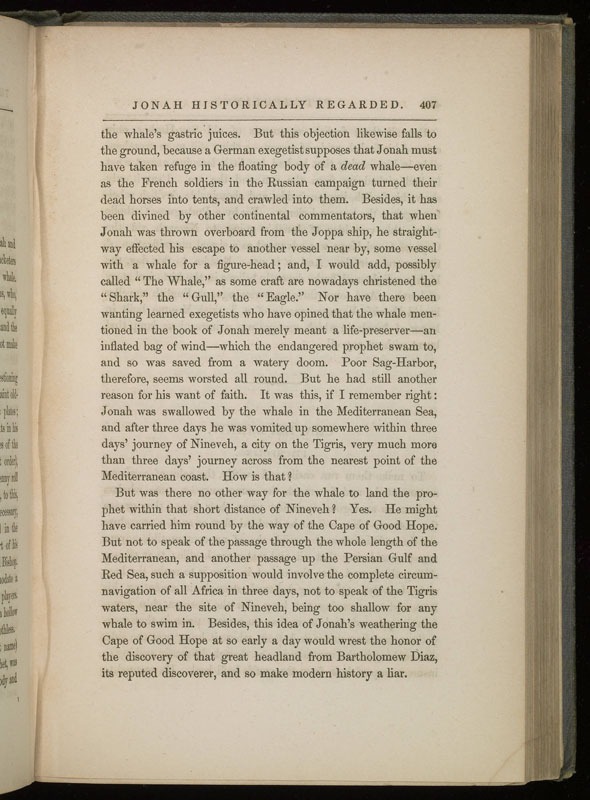 JONAH HISTORICALLY REGARDED. 407
the whale's gastric juices. But this objection likewise falls to
the ground, because a German exegetist supposes that Jonah must
have taken refuge in the floating body of a dead whale—even
as the French soldiers in the Russian campaign turned their
dead horses into tents, and crawled into them. Besides, it has
been divined by other continental commentators, that when
Jonah was thrown overboard from the Joppa ship, he straight-
way effected his escape to another vessel near by, some vessel
with a whale for a figure-head; and, I would add, possibly
called "The Whale," as some craft are nowadays christened the
"Shark," the "Gull," the "Eagle." Nor have there been
wanting learned exegetists who have opined that the whale men-
tioned in the book of Jonah merely meant a life-preserver—an
inflated bag of wind—which the endangered prophet swam to,
and so was saved from a watery doom. Poor Sag-Harbor,
therefore, seems worsted all round. But he had still another
reason for his want of faith. It was this, if I remember right:
Jonah was swallowed by the whale in the Mediterranean Sea,
and after three days he was vomited up somewhere within three
days' journey of Nineveh, a city on the Tigris, very much more
than three days' journey across from the nearest point of the
Mediterranean coast. How is that?
But was there no other way for the whale to land the pro-
phet within that short distance of Nineveh? Yes. He might
have carried him round by the way of the Cape of Good Hope.
But not to speak of the passage through the whole length of the
Mediterranean, and another passage up the Persian Gulf and
Red Sea, such a supposition would involve the complete circum-
navigation of all Africa in three days, not to speak of the Tigris
waters, near the site of Nineveh, being too shallow for any
whale to swim in. Besides, this idea of Jonah's weathering the
Cape of Good Hope at so early a day would wrest the honor of
the discovery of that great headland from Bartholomew Diaz,
its reputed discoverer, and so make modern history a liar.